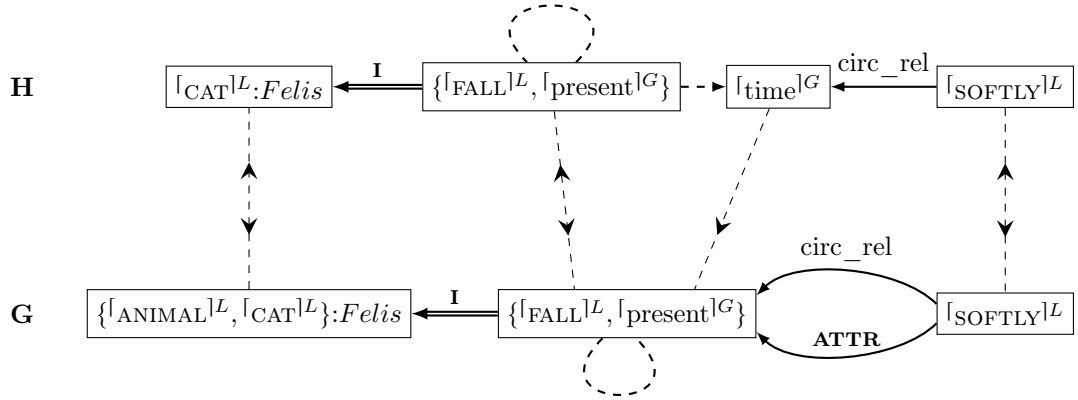 circ_rel
H ⌈CAT⌉L:Felis I {⌈FALL⌉L, ⌈present⌉G} ⌈time⌉G ⌈SOFTLY⌉L
circ_rel
G {⌈ANIMAL⌉L, ⌈CAT⌉L}:Felis I {⌈FALL⌉L, ⌈present⌉G} ⌈SOFTLY⌉L
ATTR